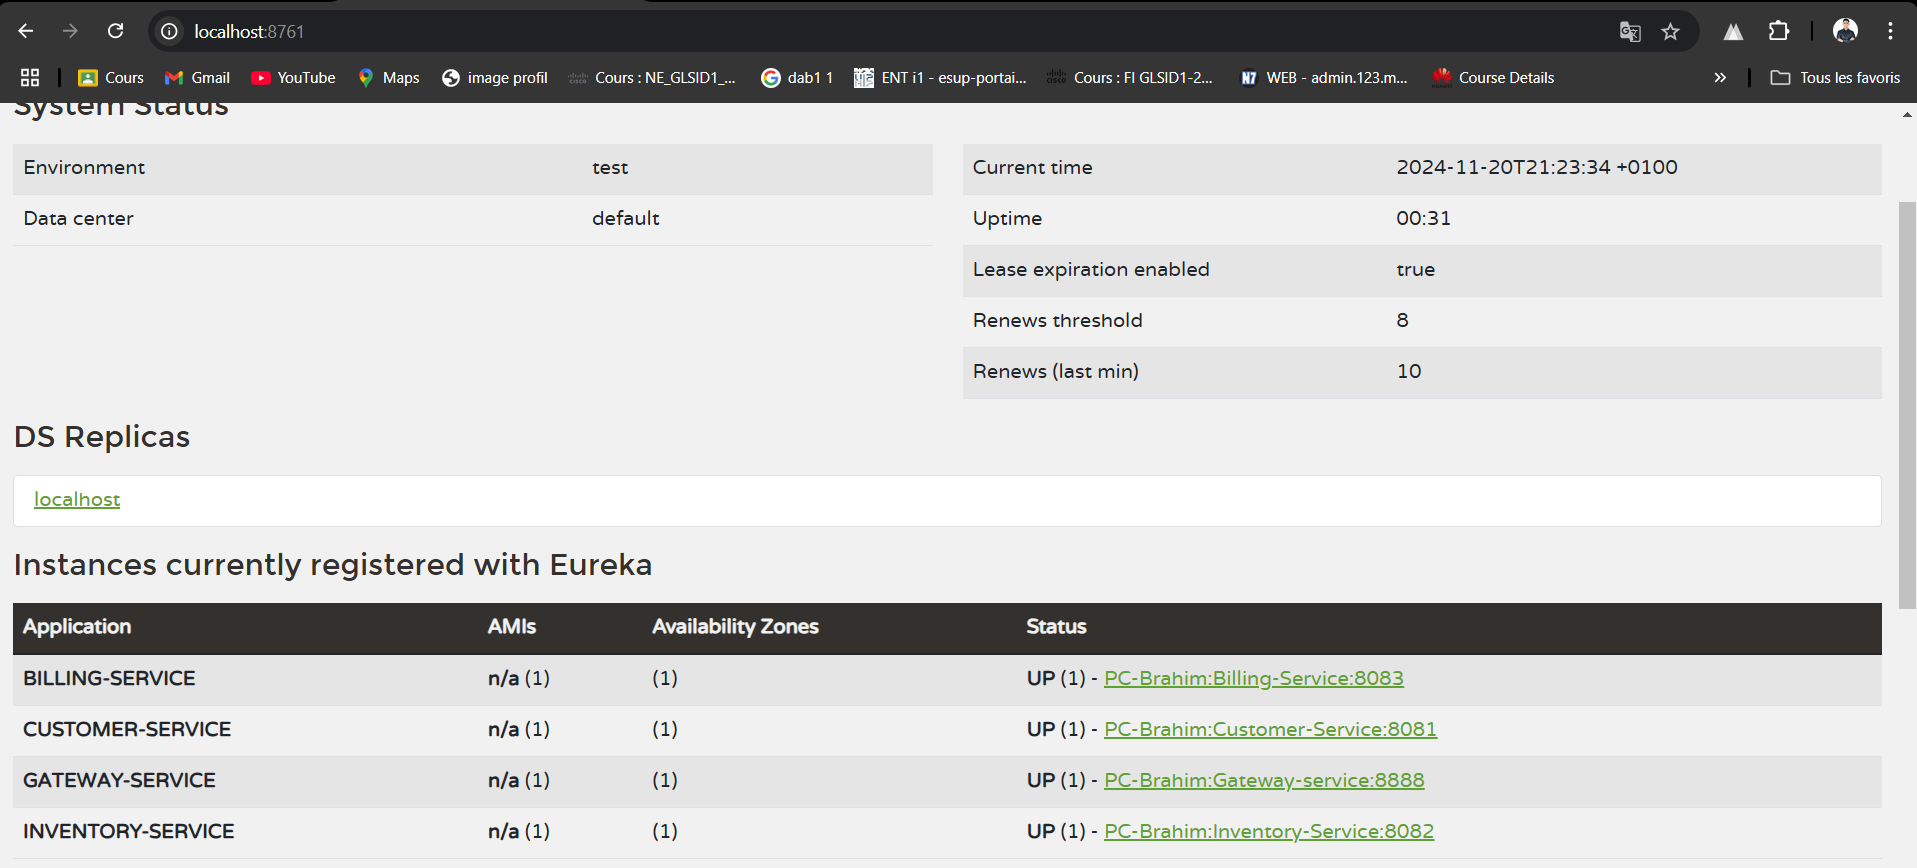 localhost:8761
Cours Gmail YouTube Maps image profil Cours : NE_GLSID1_... dab1 1 ENT i1 - esup-portai... Cours : FI GLSID1-2... WEB - admin.123.m... Course Details » Tous les favoris
System Status
Environment test Current time 2024-11-20T21:23:34 +0100
Data center default Uptime 00:31
Lease expiration enabled true
Renews threshold 8
Renews (last min) 10
DS Replicas
localhost
Instances currently registered with Eureka
Application AMIs Availability Zones Status
BILLING-SERVICE n/a (1) (1) UP (1) - PC-Brahim:Billing-Service:8083
CUSTOMER-SERVICE n/a (1) (1) UP (1) - PC-Brahim:Customer-Service:8081
GATEWAY-SERVICE n/a (1) (1) UP (1) - PC-Brahim:Gateway-service:8888
INVENTORY-SERVICE n/a (1) (1) UP (1) - PC-Brahim:Inventory-Service:8082